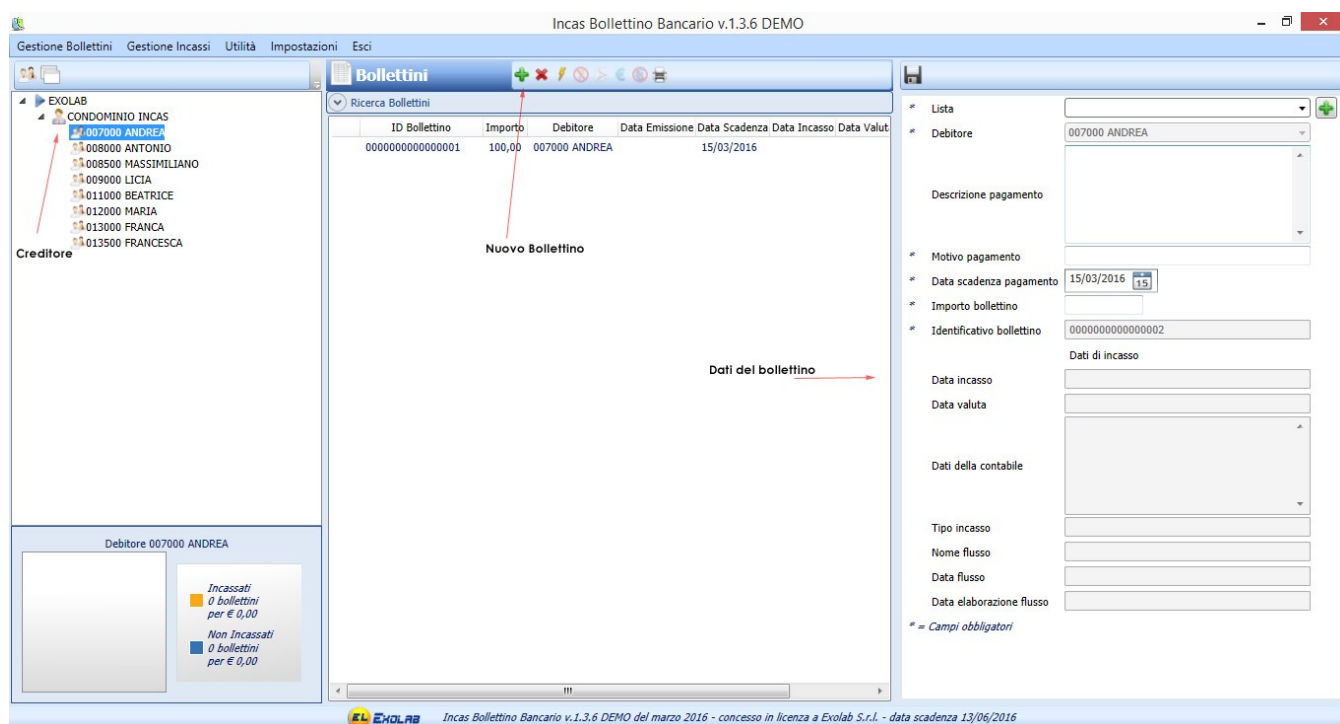 Incas Bollettino Bancario v.1.3.6 DEMO
Gestione Bollettini Gestione Incassi Utilità Impostazioni Esci
EXOLAB
CONDOMINIO INCAS
007000 ANDREA
008000 ANTONIO
008500 MASSIMILIANO
009000 LICIA
011000 BEATRICE
012000 MARIA
013000 FRANCA
013500 FRANCESCA
Creditore
Debitore 007000 ANDREA
Incassati
0 bollettini
per € 0,00
Non Incassati
0 bollettini
per € 0,00
Bollettini
Ricerca Bollettini
ID Bollettino Importo Debitore Data Emissione Data Scadenza Data Incasso Data Valut
0000000000000001 100,00 007000 ANDREA 15/03/2016
Nuovo Bollettino
Dati del bollettino
* Lista
* Debitore 007000 ANDREA
Descrizione pagamento
* Motivo pagamento
* Data scadenza pagamento 15/03/2016 15
* Importo bollettino
* Identificativo bollettino 0000000000000002
Dati di incasso
Data incasso
Data valuta
Dati della contabile
Tipo incasso
Nome flusso
Data flusso
Data elaborazione flusso
* = Campi obbligatori
EL EXOLAB Incas Bollettino Bancario v.1.3.6 DEMO del marzo 2016 - concesso in licenza a Exolab S.r.l. - data scadenza 13/06/2016